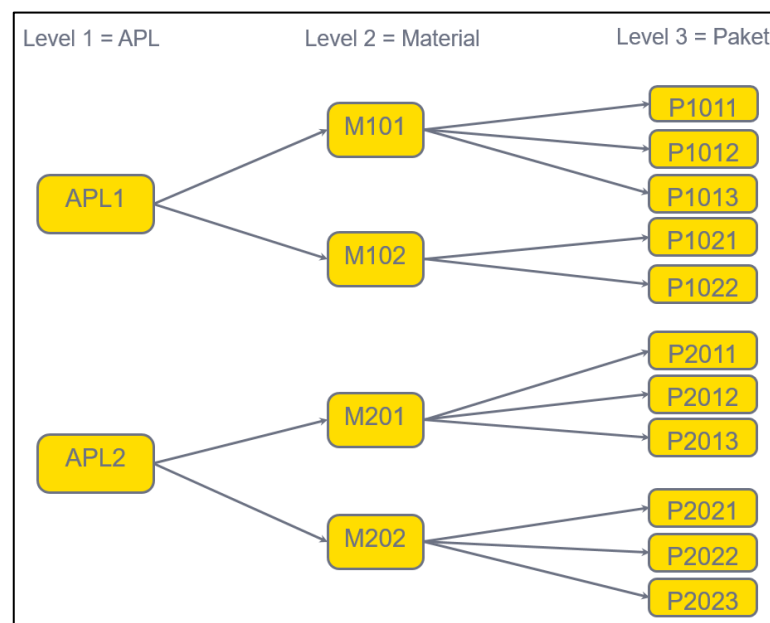 Level 1 = APL
Level 2 = Material
Level 3 = Paket
APL1
M101
P1011
P1012
P1013
M102
P1021
P1022
APL2
M201
P2011
P2012
P2013
M202
P2021
P2022
P2023